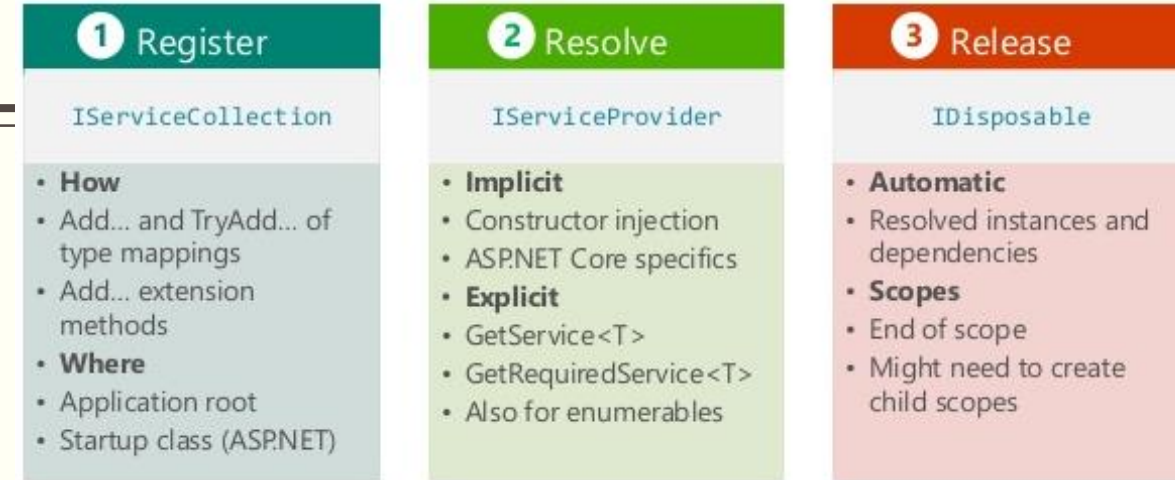 1 Register
IServiceCollection
• How
• Add... and TryAdd... of
type mappings
• Add... extension
methods
• Where
• Application root
• Startup class (ASP.NET)
2 Resolve
IServiceProvider
• Implicit
• Constructor injection
• ASP.NET Core specifics
• Explicit
• GetService<T>
• GetRequiredService<T>
• Also for enumerables
3 Release
IDisposable
• Automatic
• Resolved instances and
dependencies
• Scopes
• End of scope
• Might need to create
child scopes